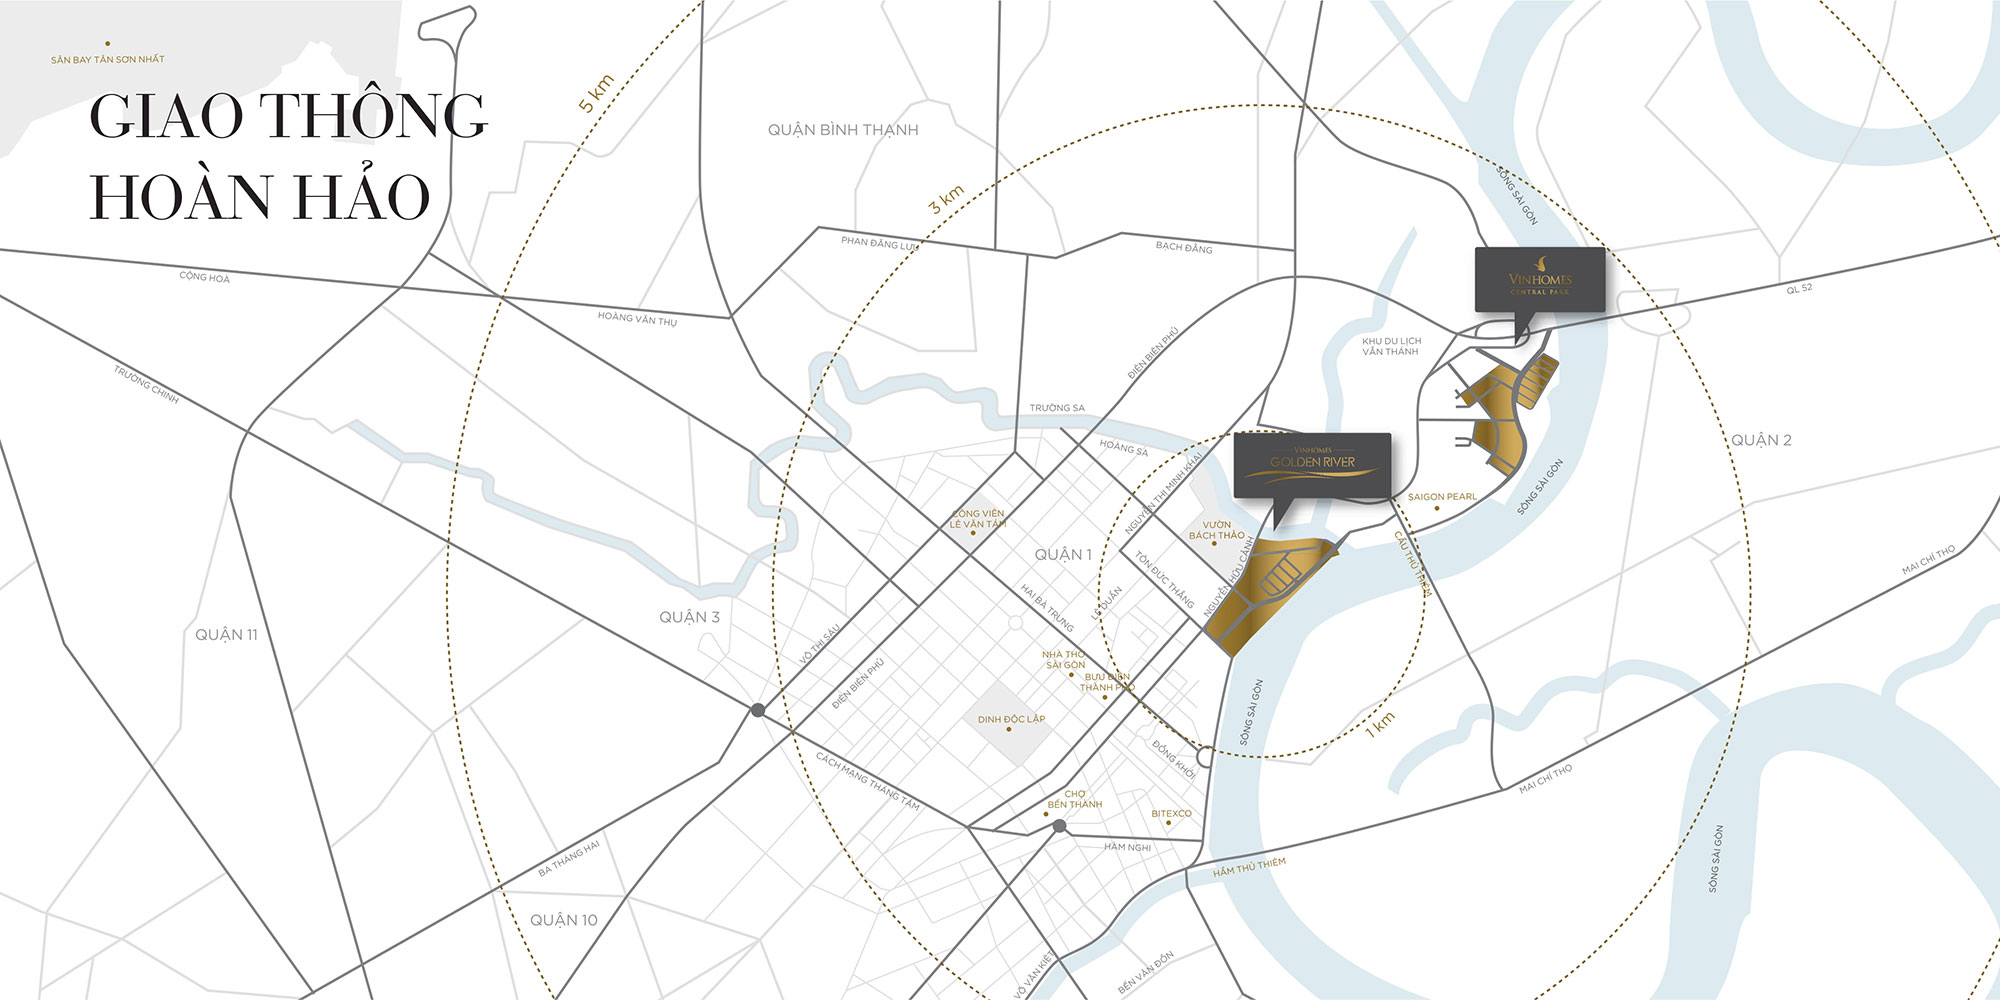 SÂN BAY TÂN SƠN NHẤT
GIAO THÔNG
HOÀN HẢO
5 km
QUẬN BÌNH THẠNH
3 km
SÔNG SÀI GÒN
PHAN ĐĂNG LƯU
BẠCH ĐẰNG
CỘNG HOÀ
HOÀNG VĂN THỤ
VINHOMES
CENTRAL PARK
QL 52
ĐIỆN BIÊN PHỦ
KHU DU LỊCH
VĂN THÁNH
TRƯỜNG CHINH
TRƯỜNG SA
HOÀNG SA
QUẬN 2
VINHOMES
GOLDEN RIVER
NGUYỄN THỊ MINH KHAI
SAIGON PEARL
SÔNG SÀI GÒN
CÔNG VIÊN
LÊ VĂN TÁM
VƯỜN
BÁCH THẢO
QUẬN 1
TÔN ĐỨC THẮNG
NGUYỄN HỮU CẢNH
CẦU THỦ THIÊM
MAI CHÍ THỌ
HAI BÀ TRƯNG
LÊ DUẨN
QUẬN 3
QUẬN 11
VÕ THỊ SÁU
ĐIỆN BIÊN PHỦ
NHÀ THỜ
SÀI GÒN
BƯU ĐIỆN
THÀNH PHỐ
DINH ĐỘC LẬP
SÔNG SÀI GÒN
1 km
ĐỒNG KHỞI
CÁCH MẠNG THÁNG TÁM
MAI CHÍ THỌ
CHỢ
BẾN THÀNH
BITEXCO
HÀM NGHI
BA THÁNG HAI
HẦM THỦ THIÊM
SÔNG SÀI GÒN
QUẬN 10
VÕ VĂN KIỆT
BẾN VÂN ĐỒN